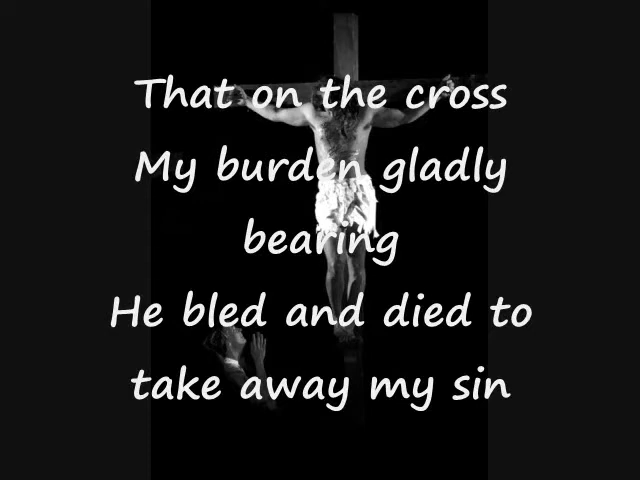 That on the cross
My burden gladly
bearing
He bled and died to
take away my sin